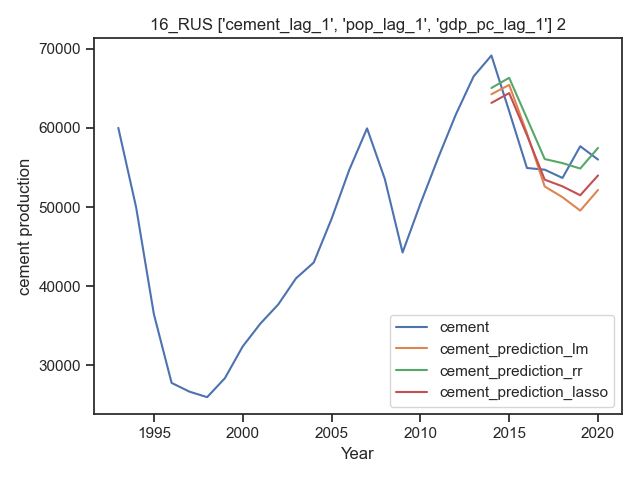 16_RUS ['cement_lag_1', 'pop_lag_1', 'gdp_pc_lag_1'] 2
70000
60000
50000
40000
30000
cement production
1995
2000
2005
2010
2015
2020
Year
cement
cement_prediction_lm
cement_prediction_rr
cement_prediction_lasso